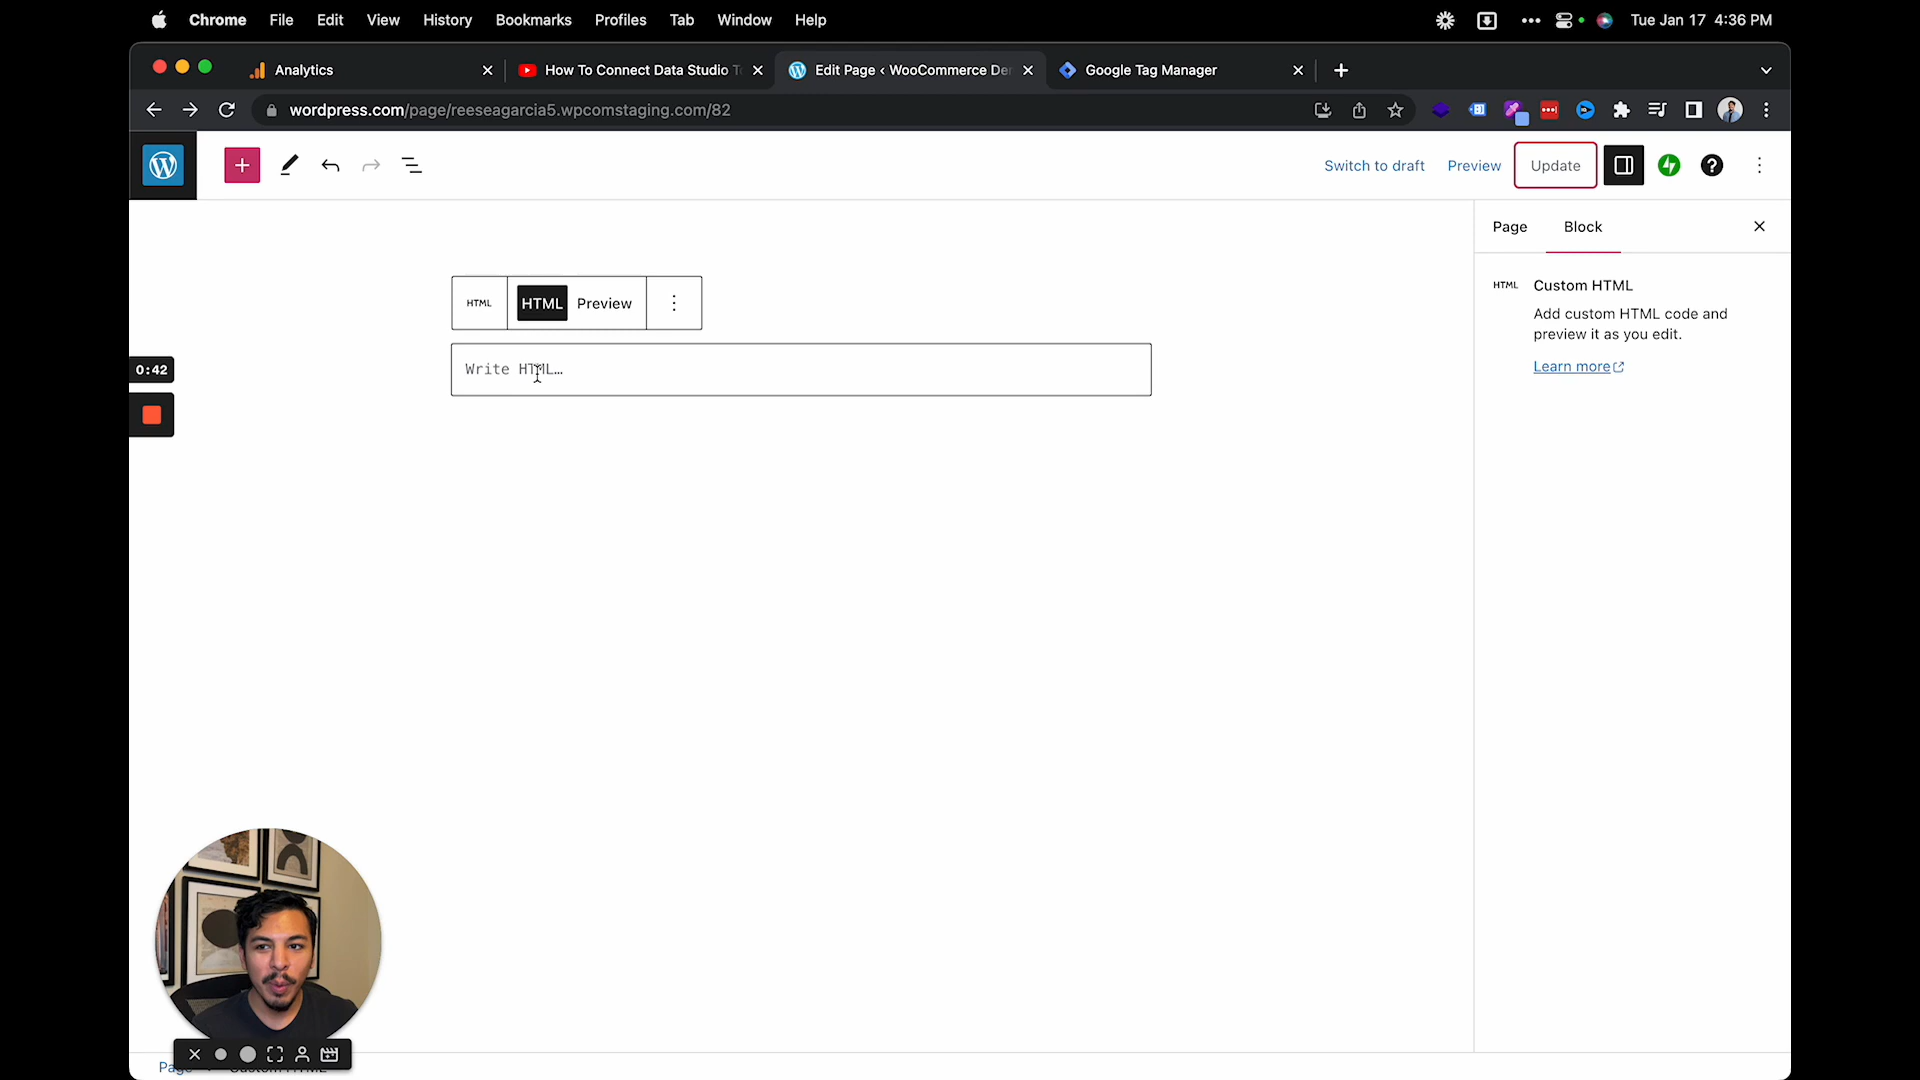 Chrome File Edit View History Bookmarks Profiles Tab Window Help Tue Jan 17 4:36 PM
Analytics How To Connect Data Studio T Edit Page ‹ WooCommerce De Google Tag Manager
wordpress.com/page/reeseagarcia5.wpcomstaging.com/82
Switch to draft Preview Update
Page Block
HTML HTML Preview
HTML Custom HTML
Add custom HTML code and
preview it as you edit.
Learn more
Write HTML…
0:42